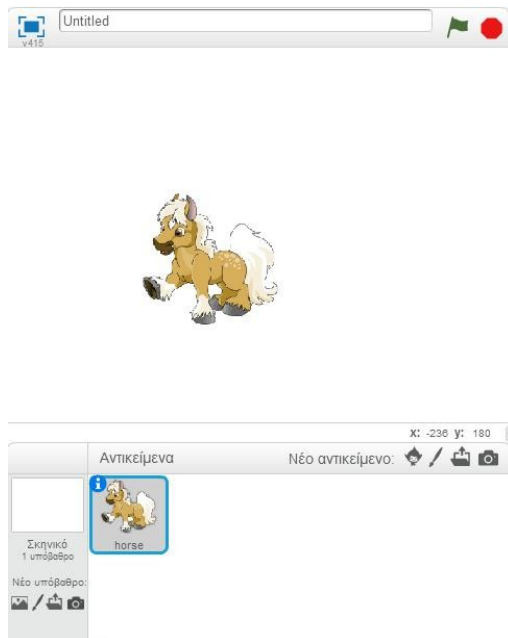 Untitled
v415
x: -236 y: 180
Αντικείμενα
Νέο αντικείμενο:
horse
Σκηνικό
1 υπόβαθρο
Νέο υπόβαθρο: